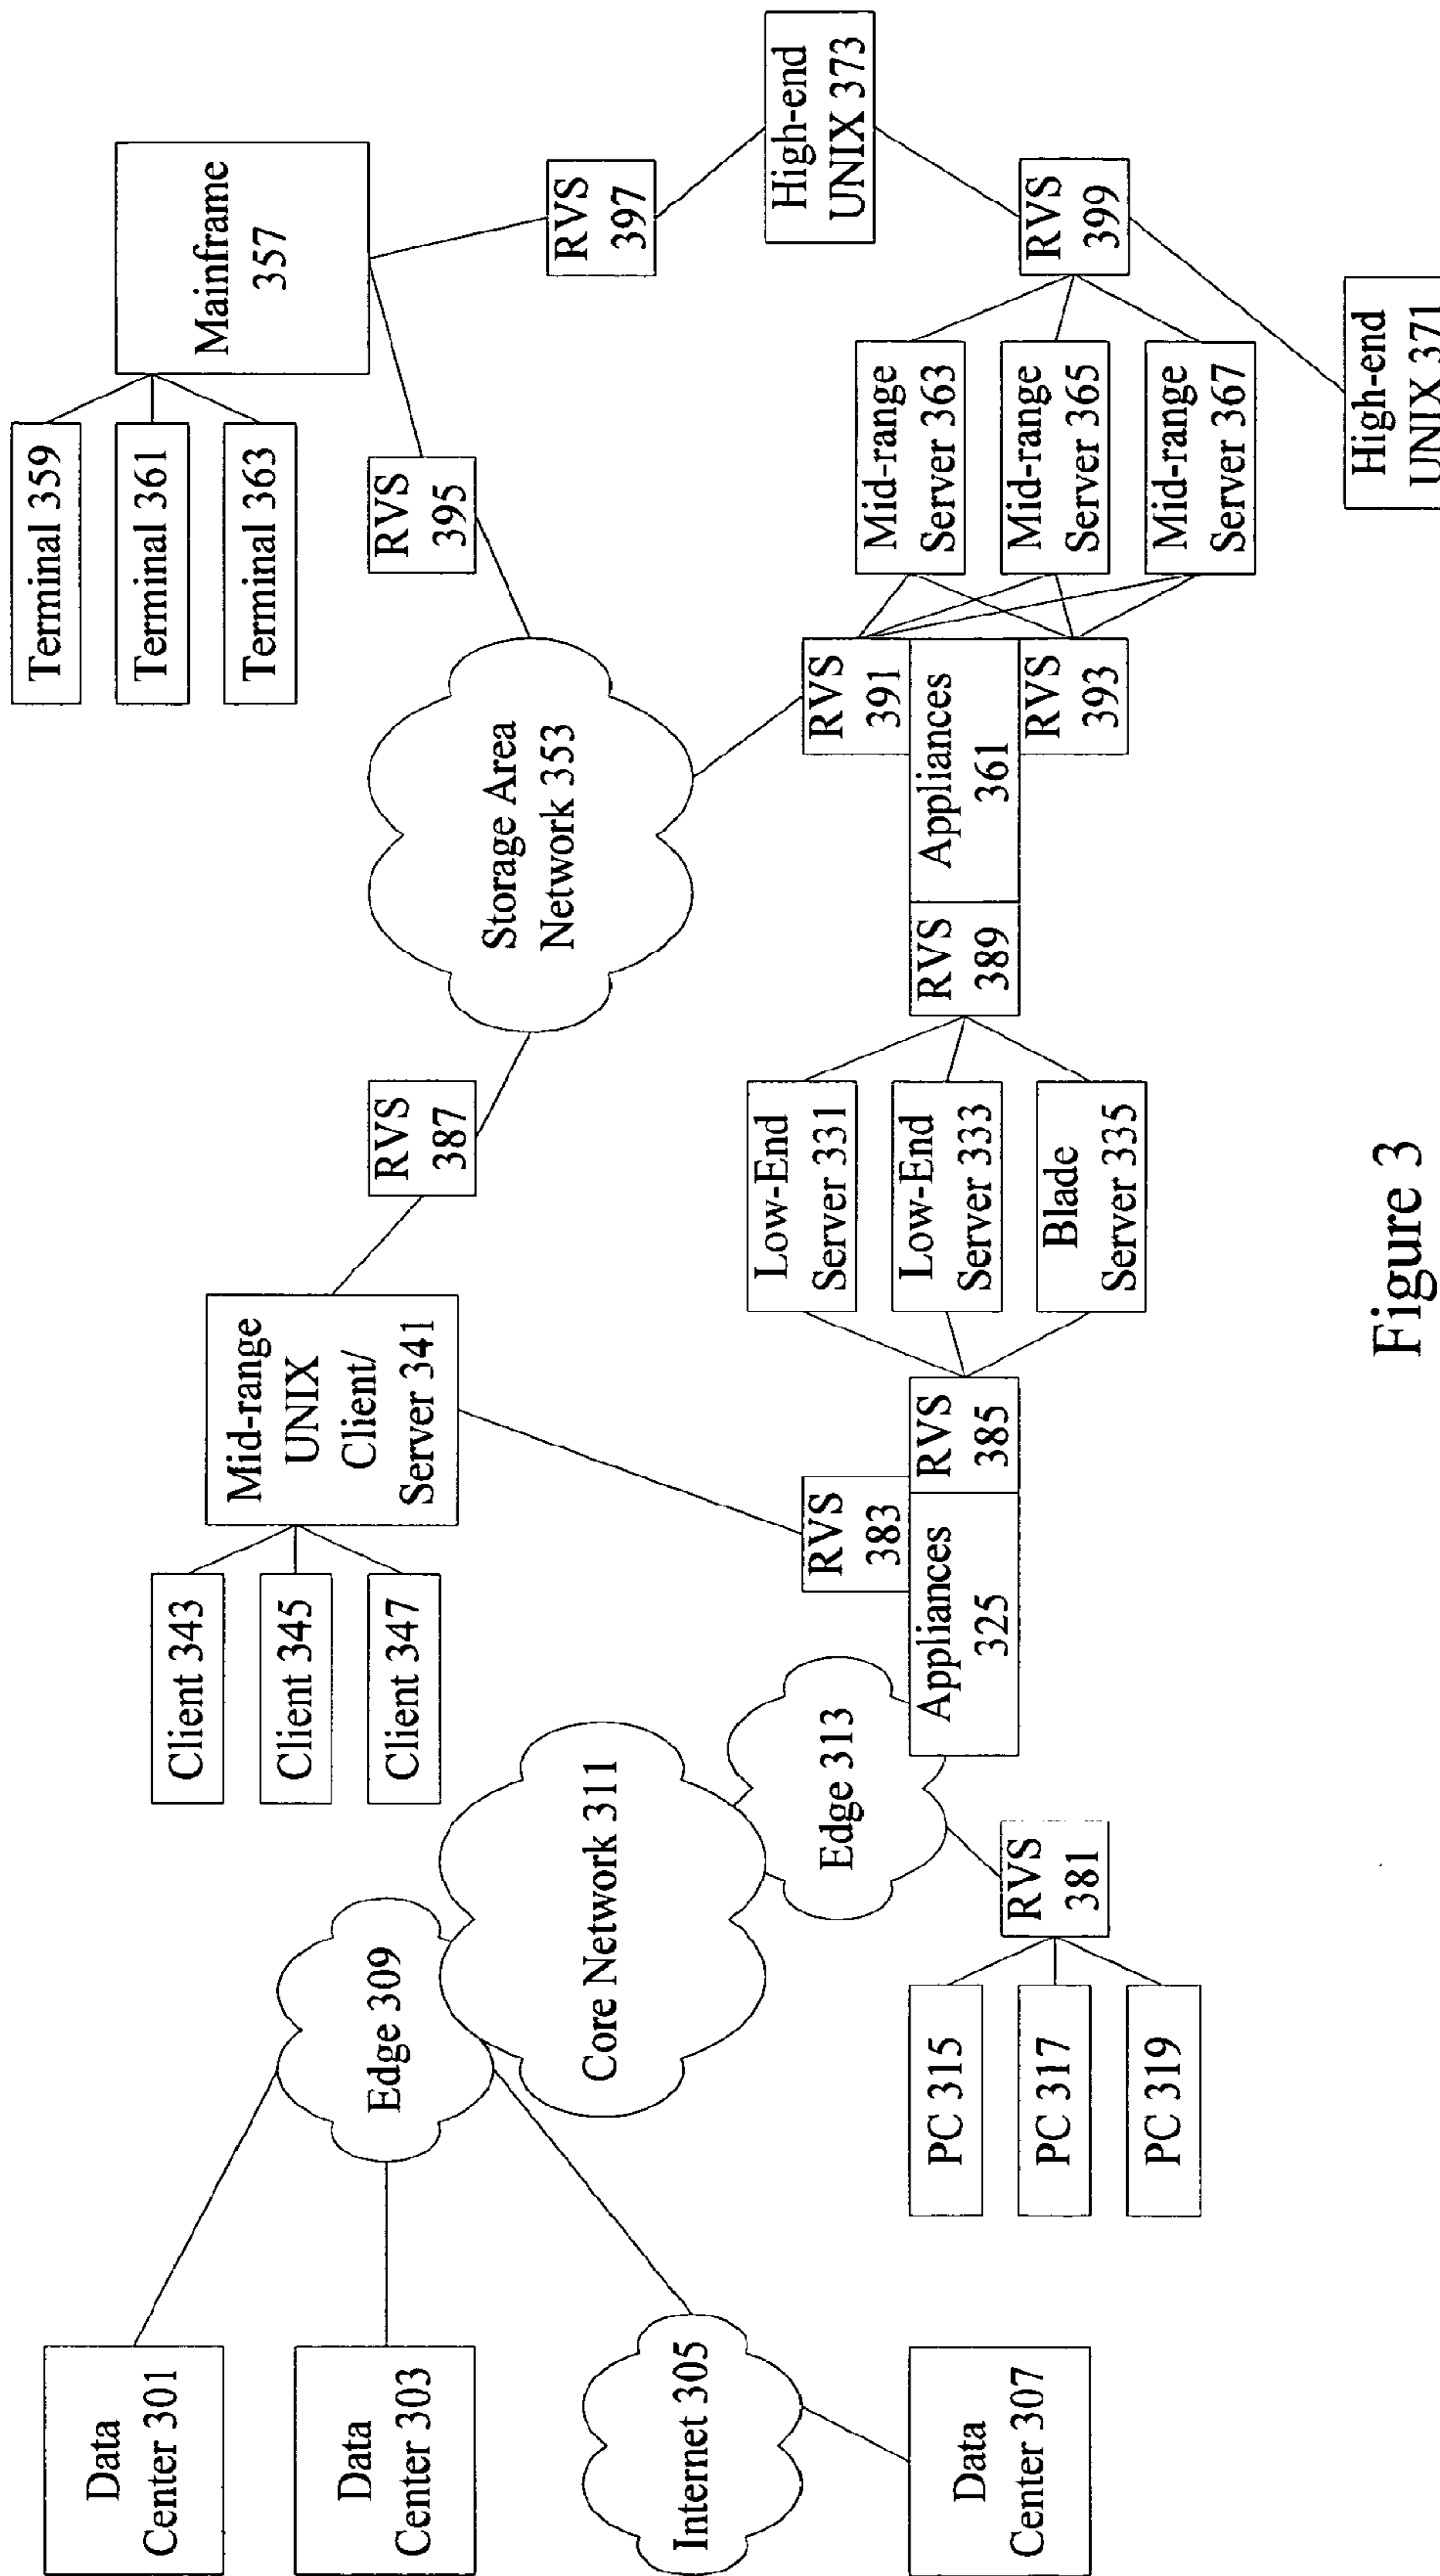 Data
Center 301
Data
Center 303
Internet 305
Data
Center 307
Edge 309
Core Network 311
Edge 313
PC 315
PC 317
PC 319
RVS
381
Client 343
Client 345
Client 347
Mid-range
UNIX
Client/
Server 341
RVS
383
Appliances
325
RVS
385
RVS
387
Low-End
Server 331
Low-End
Server 333
Blade
Server 335
Storage Area
Network 353
RVS
389
Appliances
361
RVS
391
RVS
393
Terminal 359
Terminal 361
Terminal 363
RVS
395
Mainframe
357
RVS
397
Mid-range
Server 363
Mid-range
Server 365
Mid-range
Server 367
High-end
UNIX 373
RVS
399
High-end
UNIX 371
Figure 3